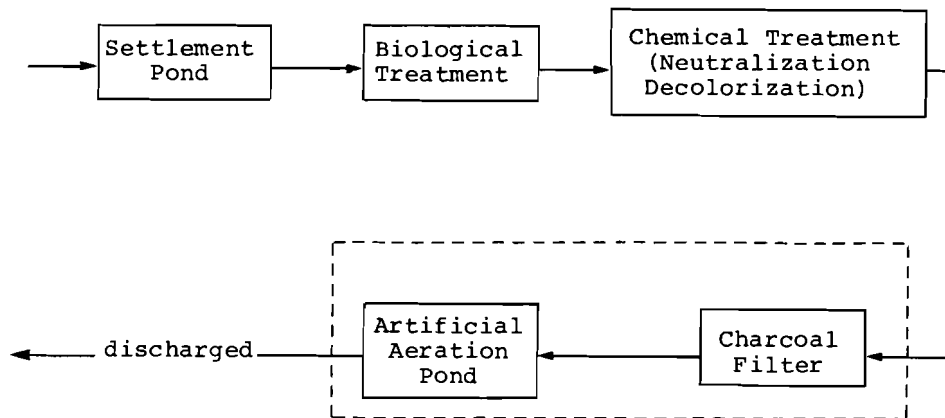 Settlement
Pond
Biological
Treatment
Chemical Treatment
(Neutralization
Decolorization)
Charcoal
Filter
Artificial
Aeration
Pond
discharged